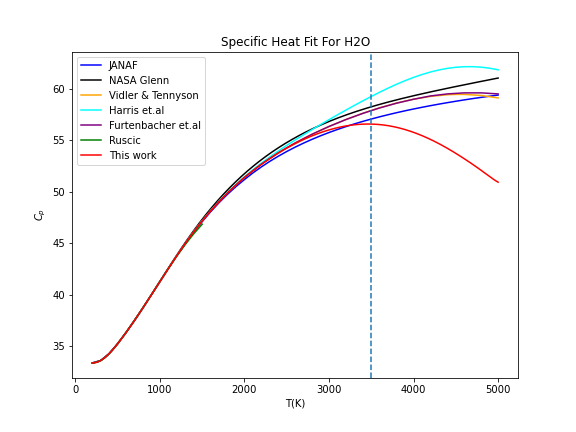 Specific Heat Fit For H2O
JANAF
NASA Glenn
Vidler & Tennyson
Harris et.al
Furtenbacher et.al
Ruscic
This work
60
55
50
45
40
35
C_p
0 1000 2000 3000 4000 5000
T(K)